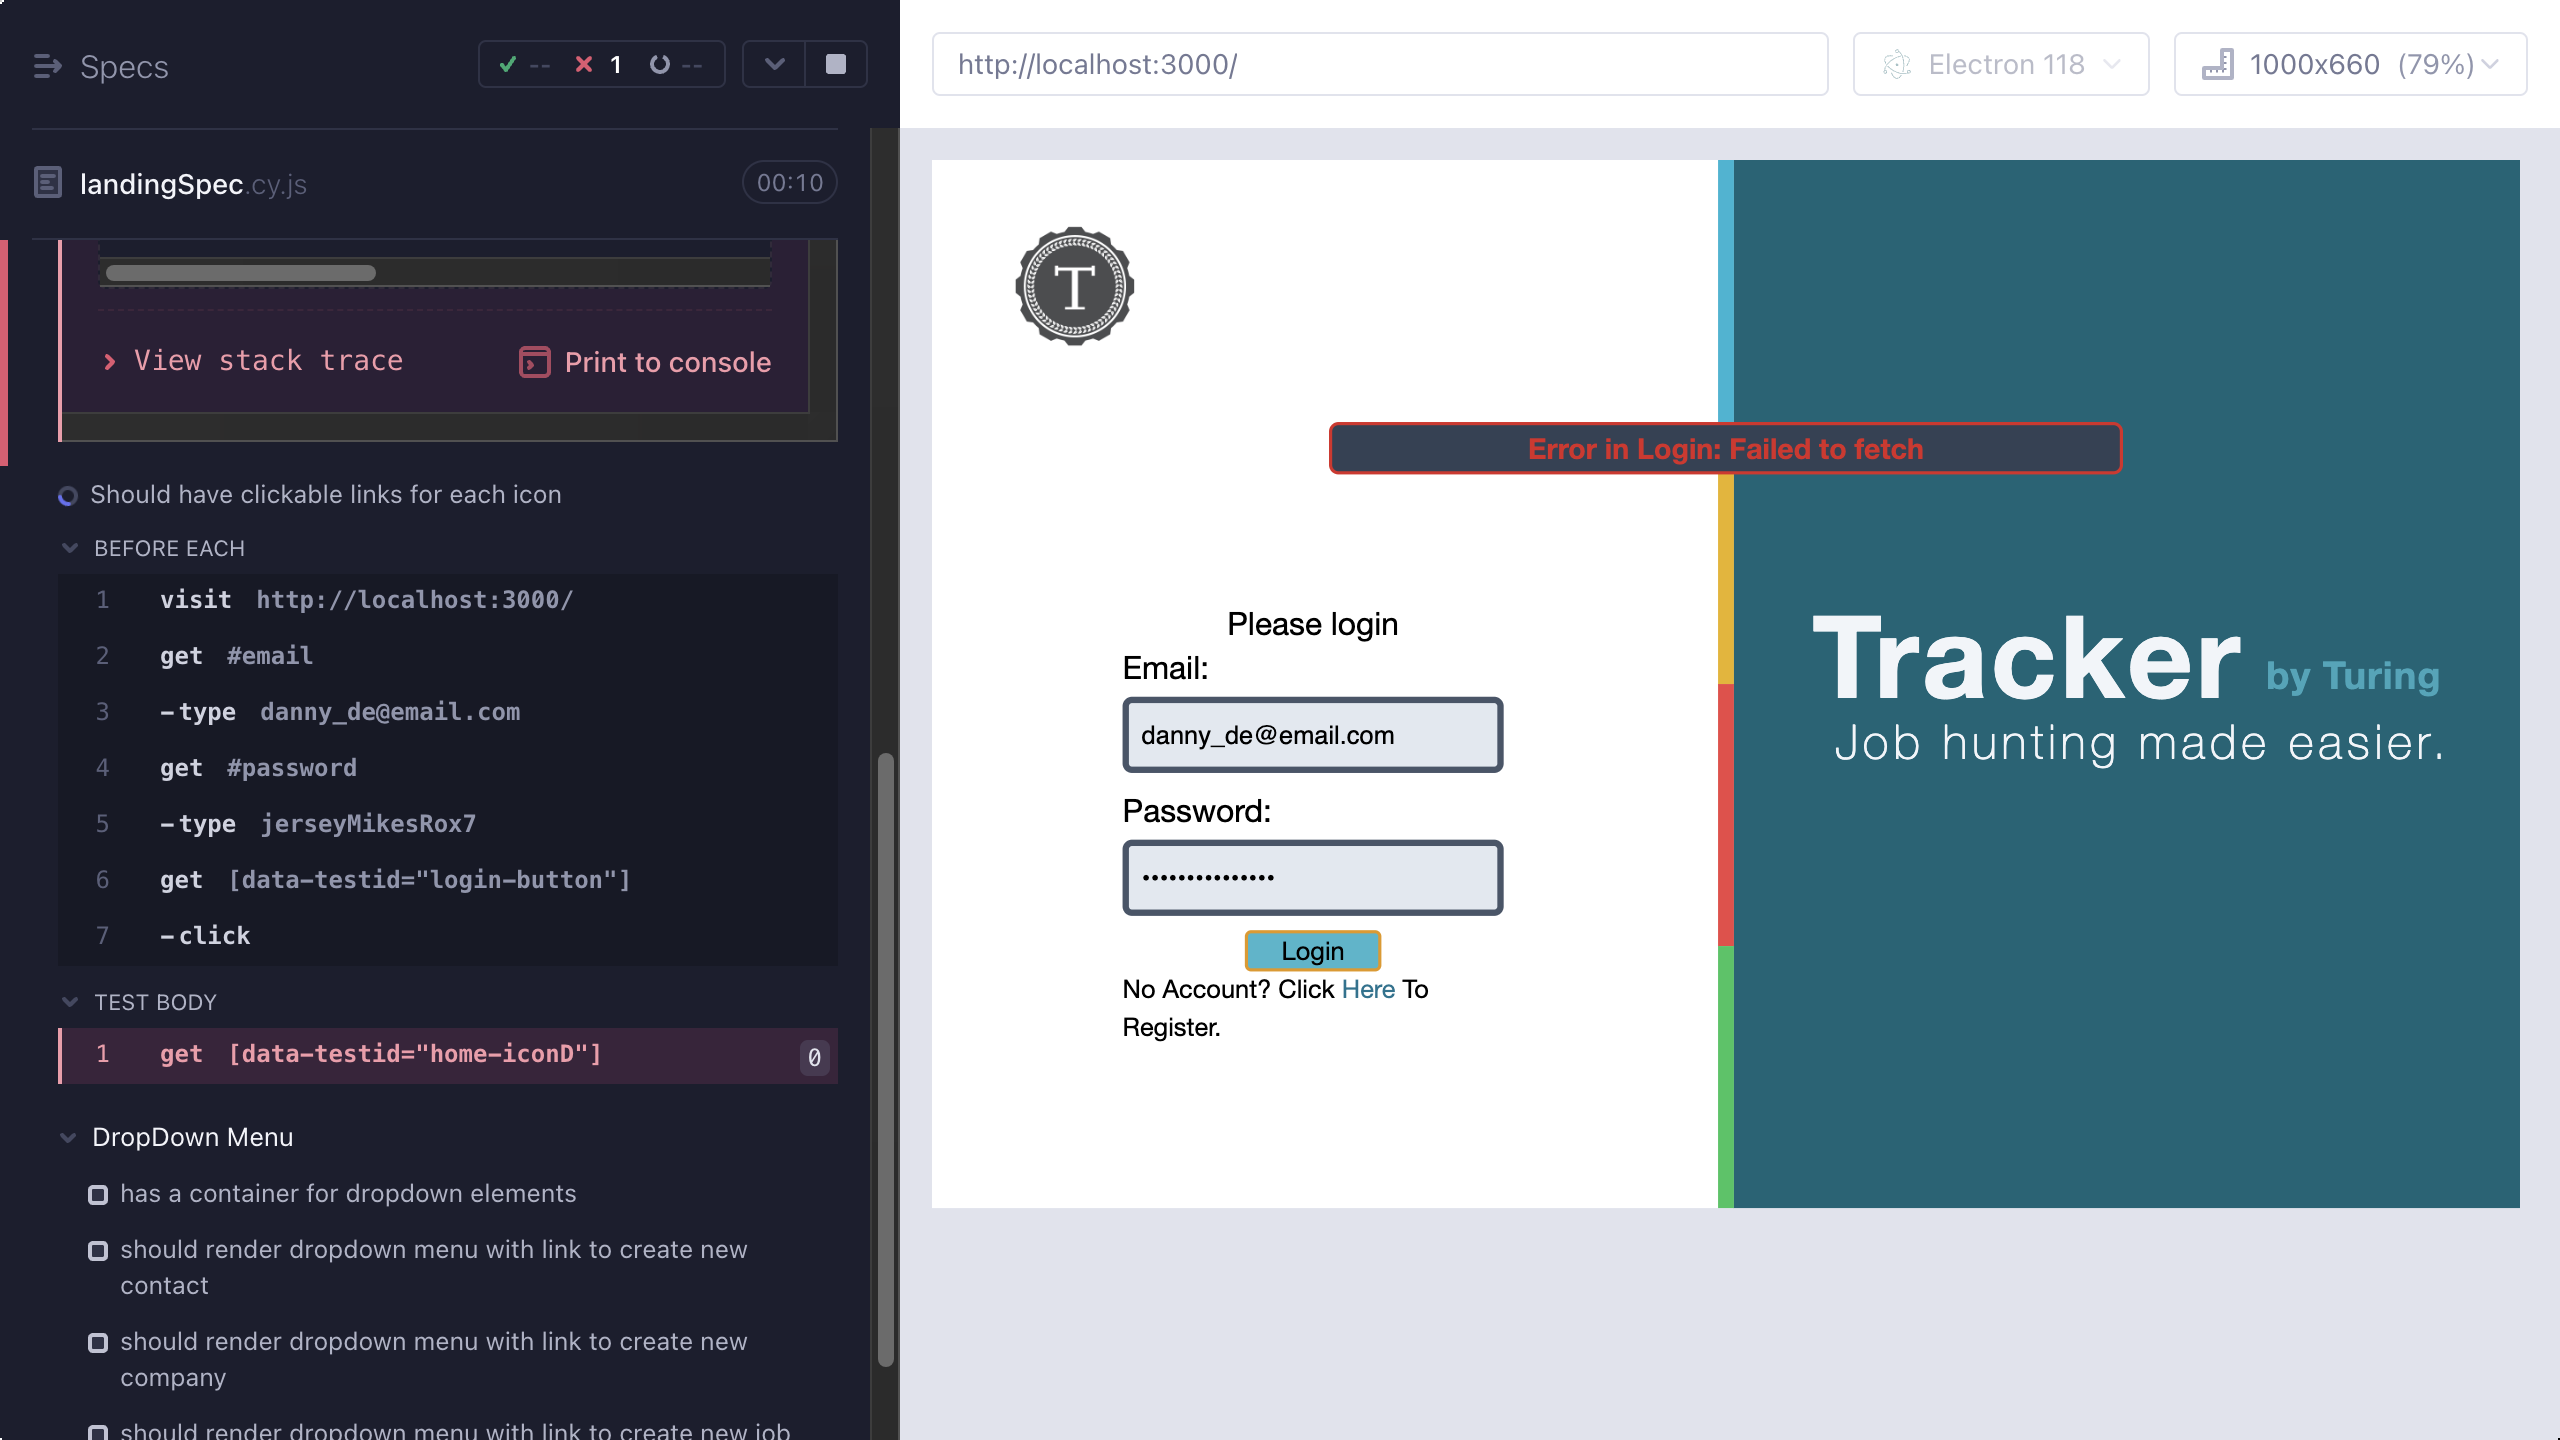 Specs
-- 1 --
landingSpec.cy.js
00:10
View stack trace
Print to console
Should have clickable links for each icon
BEFORE EACH
1 visit http://localhost:3000/
2 get #email
3 -type danny_de@email.com
4 get #password
5 -type jerseyMikesRox7
6 get [data-testid="login-button"]
7 -click
TEST BODY
1 get [data-testid="home-iconD"] 0
DropDown Menu
has a container for dropdown elements
should render dropdown menu with link to create new
contact
should render dropdown menu with link to create new
company
should render dropdown menu with link to create new job
http://localhost:3000/
Electron 118
1000x660 (79%)
T
Error in Login: Failed to fetch
Please login
Email:
danny_de@email.com
Password:
•••••••••••••••
Login
No Account? Click Here To
Register.
Tracker by Turing
Job hunting made easier.